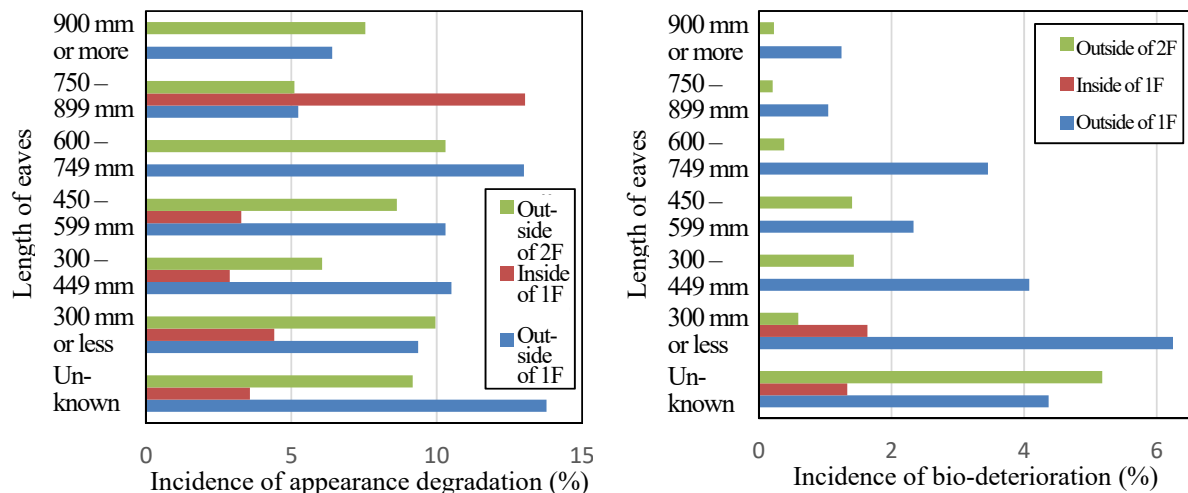 Length of eaves
900 mm
or more
750 –
899 mm
600 –
749 mm
450 –
599 mm
300 –
449 mm
300 mm
or less
Un-
known
0 5 10 15
Incidence of appearance degradation (%)
Out-
side
of 2F
Inside
of 1F
Out-
side
of 1F
Length of eaves
900 mm
or more
750 –
899 mm
600 –
749 mm
450 –
599 mm
300 –
449 mm
300 mm
or less
Un-
known
0 2 4 6
Incidence of bio-deterioration (%)
Outside of 2F
Inside of 1F
Outside of 1F